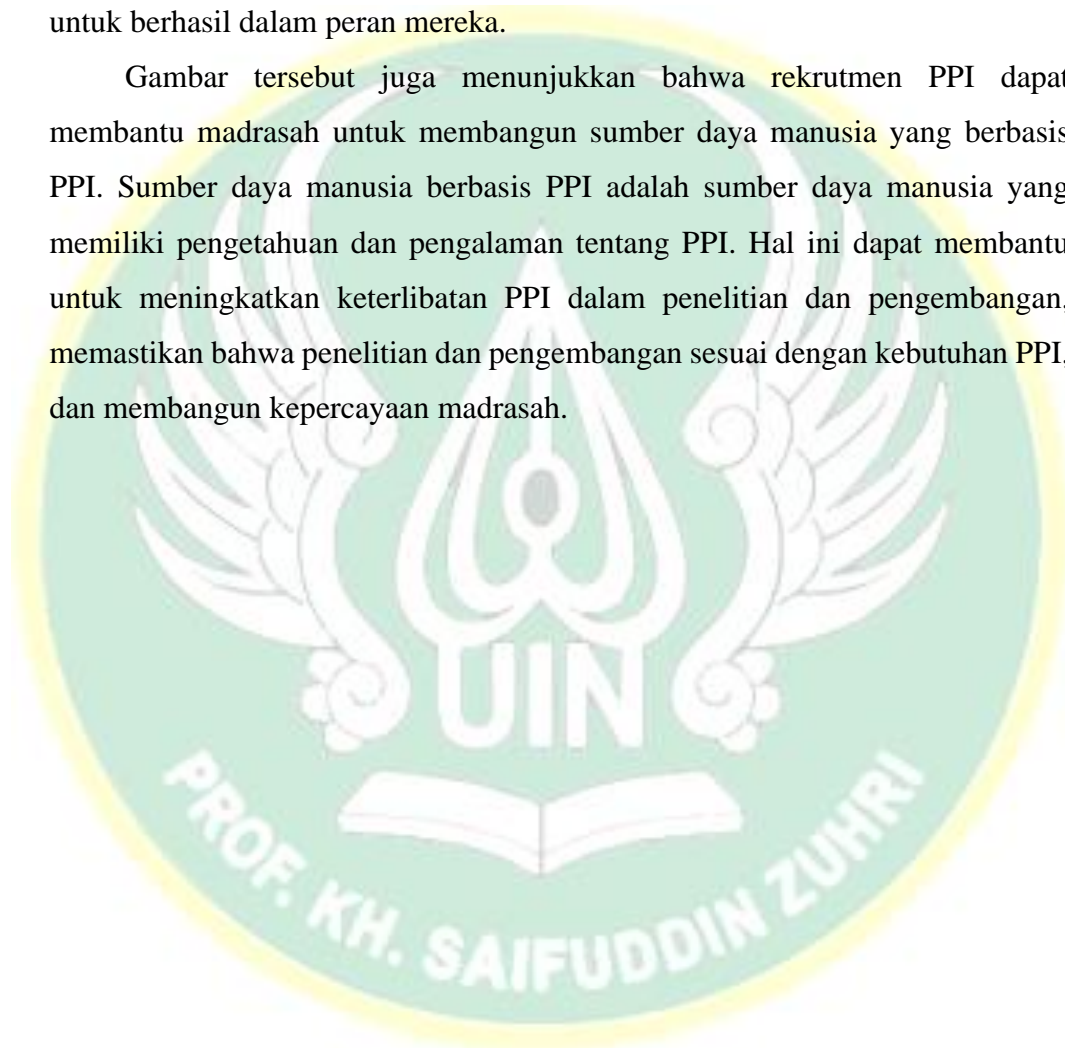 untuk berhasil dalam peran mereka.
Gambar tersebut juga menunjukkan bahwa rekrutmen PPI dapat
membantu madrasah untuk membangun sumber daya manusia yang berbasis
PPI. Sumber daya manusia berbasis PPI adalah sumber daya manusia yang
memiliki pengetahuan dan pengalaman tentang PPI. Hal ini dapat membantu
untuk meningkatkan keterlibatan PPI dalam penelitian dan pengembangan,
memastikan bahwa penelitian dan pengembangan sesuai dengan kebutuhan PPI,
dan membangun kepercayaan madrasah.
UIN
PROF. KH. SAIFUDDIN ZUHRI